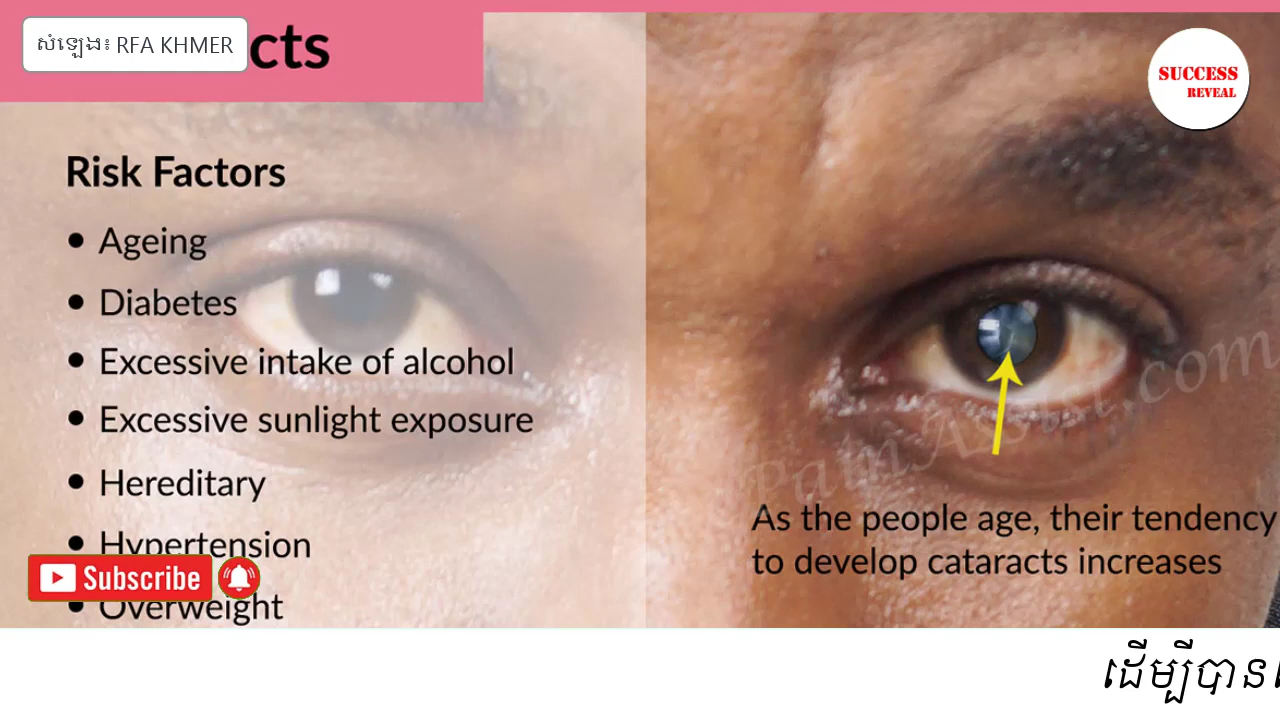 សំឡេង៖ RFA KHMER
cts
SUCCESS
REVEAL
Risk Factors
• Ageing
• Diabetes
• Excessive intake of alcohol
• Excessive sunlight exposure
• Hereditary
• Hypertension
• Overweight
Subscribe
PainAssist.com
As the people age, their tendency
to develop cataracts increases
ដើម្បីបាន